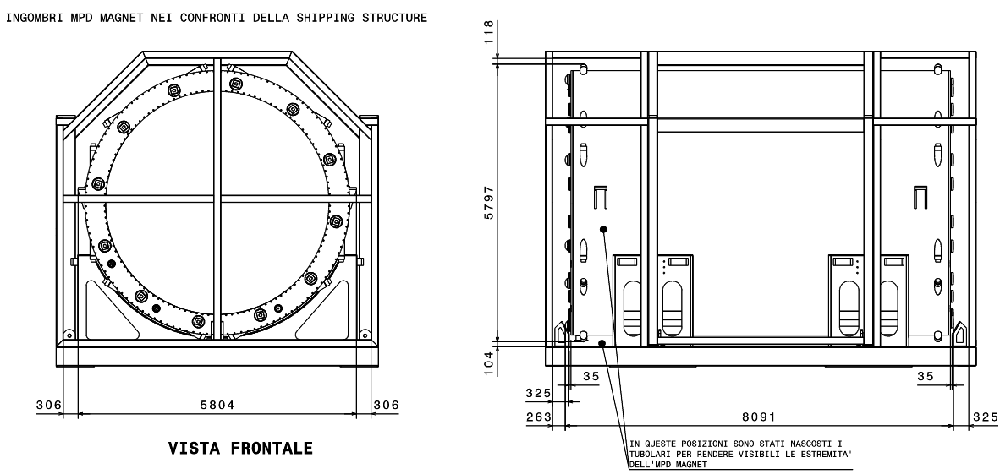 INGOMBRI MPD MAGNET NEI CONFRONTI DELLA SHIPPING STRUCTURE
118
5797
104
35
35
325
306
5804
306
263
8091
325
VISTA FRONTALE
IN QUESTE POSIZIONI SONO STATI NASCOSTI I
TUBOLARI PER RENDERE VISIBILI LE ESTREMITA'
DELL'MPD MAGNET